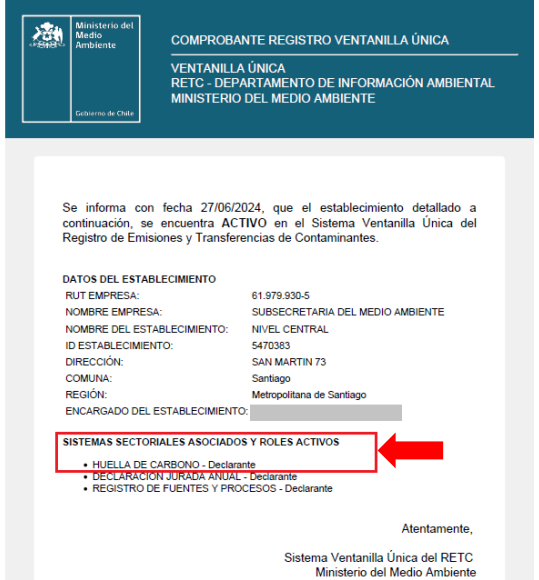 Ministerio del
Medio
Ambiente
Gobierno de Chile
COMPROBANTE REGISTRO VENTANILLA ÚNICA
VENTANILLA ÚNICA
RETC - DEPARTAMENTO DE INFORMACIÓN AMBIENTAL
MINISTERIO DEL MEDIO AMBIENTE
Se informa con fecha 27/06/2024, que el establecimiento detallado a
continuación, se encuentra ACTIVO en el Sistema Ventanilla Única del
Registro de Emisiones y Transferencias de Contaminantes.
DATOS DEL ESTABLECIMIENTO
RUT EMPRESA: 61.979.930-5
NOMBRE EMPRESA: SUBSECRETARIA DEL MEDIO AMBIENTE
NOMBRE DEL ESTABLECIMIENTO: NIVEL CENTRAL
ID ESTABLECIMIENTO: 5470383
DIRECCIÓN: SAN MARTIN 73
COMUNA: Santiago
REGIÓN: Metropolitana de Santiago
ENCARGADO DEL ESTABLECIMIENTO:
SISTEMAS SECTORIALES ASOCIADOS Y ROLES ACTIVOS
• HUELLA DE CARBONO - Declarante
• DECLARACIÓN JURADA ANUAL - Declarante
• REGISTRO DE FUENTES Y PROCESOS - Declarante
Atentamente,
Sistema Ventanilla Única del RETC
Ministerio del Medio Ambiente